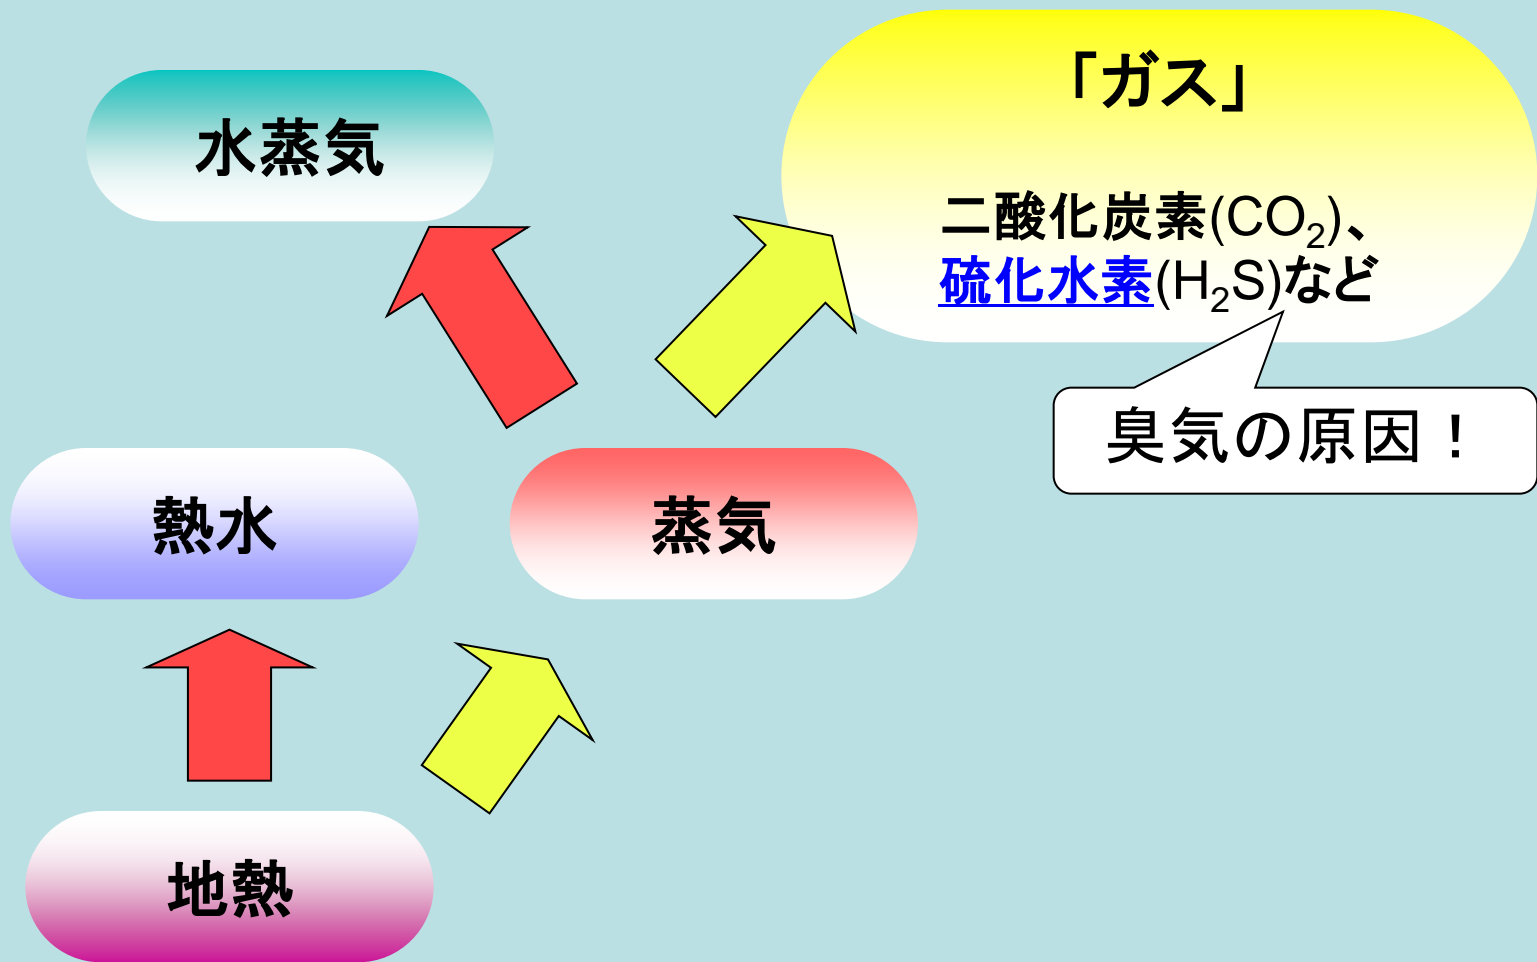 水蒸気
「ガス」
二酸化炭素(CO₂)、
硫化水素(H₂S)など
臭気の原因！
熱水
蒸気
地熱